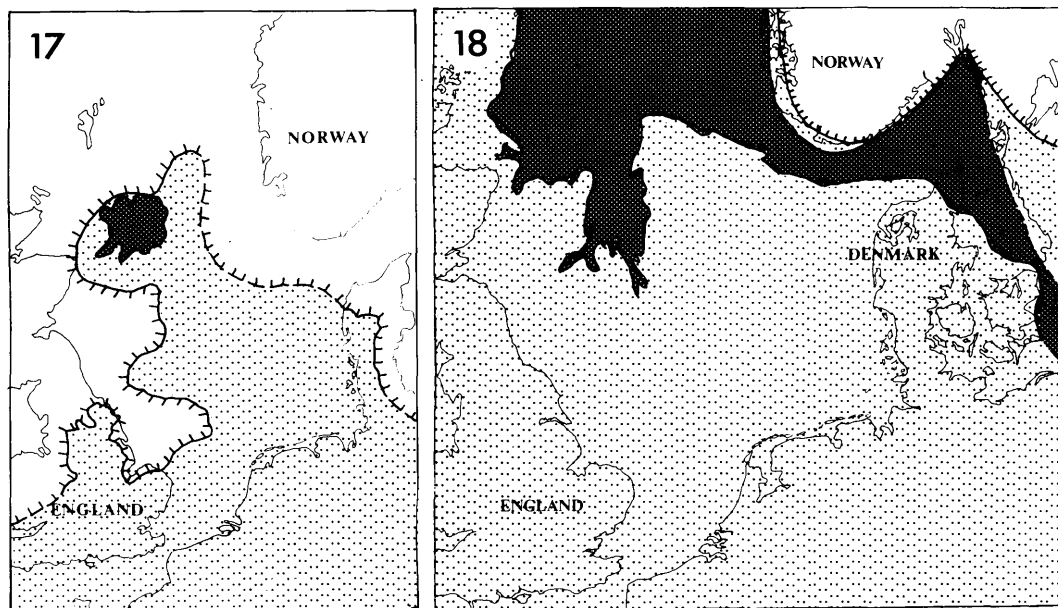 17
NORWAY
ENGLAND
18
NORWAY
DENMARK
ENGLAND